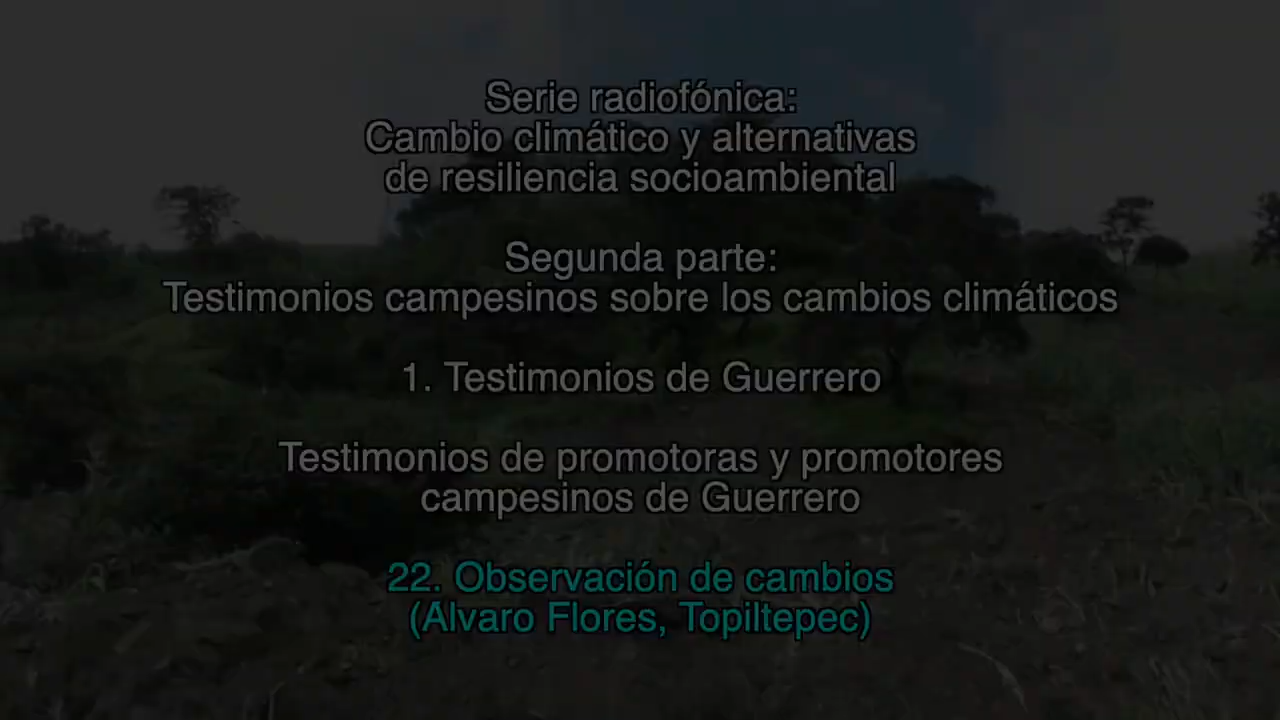 Serie radiofónica:
Cambio climático y alternativas
de resiliencia socioambiental
Segunda parte:
Testimonios campesinos sobre los cambios climáticos
1. Testimonios de Guerrero
Testimonios de promotoras y promotores
campesinos de Guerrero
22. Observación de cambios
(Álvaro Flores, Topiltepec)